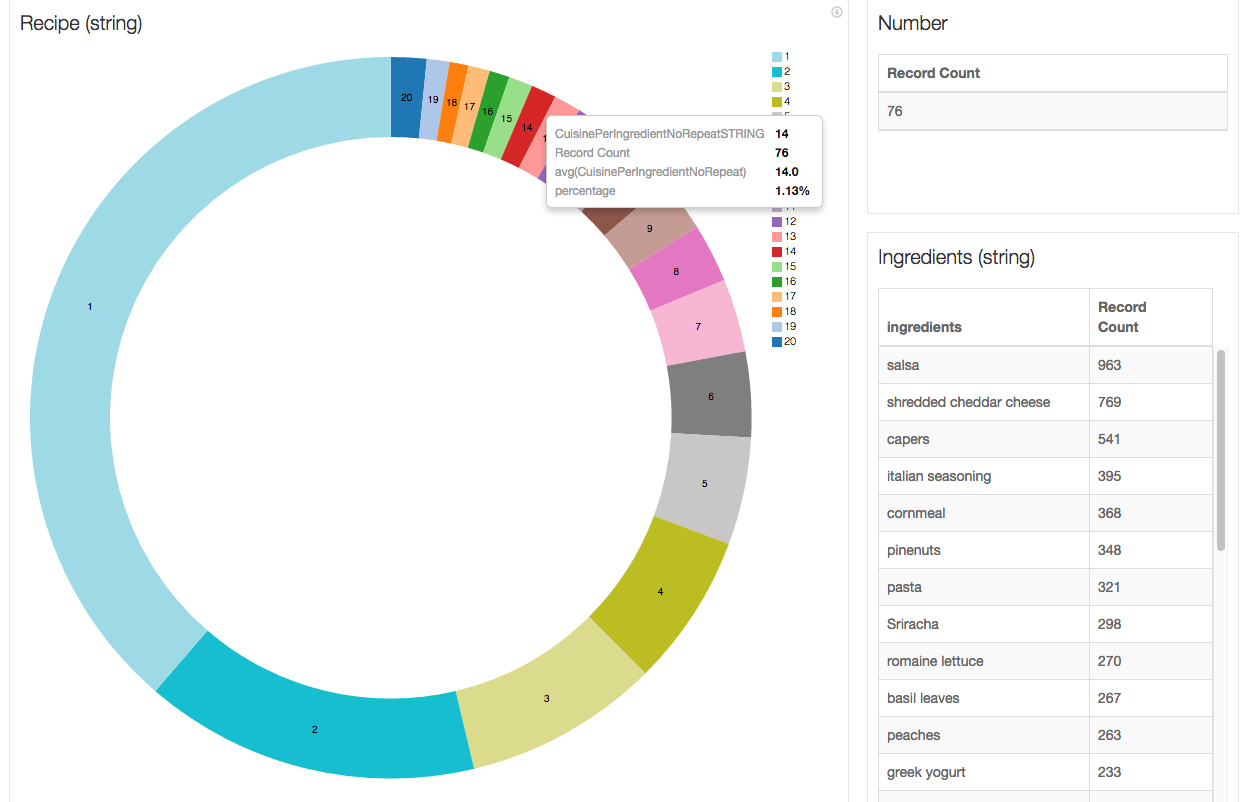 Recipe (string)
1
2
3
4
11
12
13
14
15
16
17
18
19
20
20
19
18
17
16
15
14
CuisinePerIngredientNoRepeatSTRING 14
Record Count 76
avg(CuisinePerIngredientNoRepeat) 14.0
percentage 1.13%
9
8
7
6
5
4
3
2
1
Number
Record Count
76
Ingredients (string)
ingredients Record Count
salsa 963
shredded cheddar cheese 769
capers 541
italian seasoning 395
cornmeal 368
pinenuts 348
pasta 321
Sriracha 298
romaine lettuce 270
basil leaves 267
peaches 263
greek yogurt 233